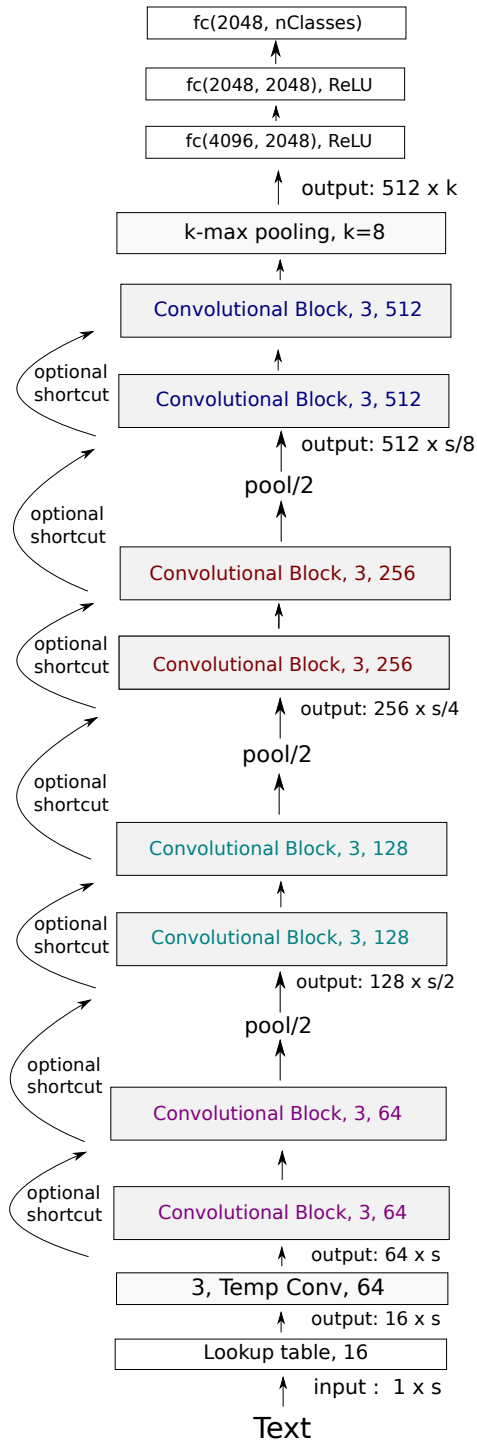 fc(2048, nClasses)
fc(2048, 2048), ReLU
fc(4096, 2048), ReLU
output: 512 x k
k-max pooling, k=8
Convolutional Block, 3, 512
optional
shortcut
Convolutional Block, 3, 512
output: 512 x s/8
pool/2
optional
shortcut
Convolutional Block, 3, 256
optional
shortcut
Convolutional Block, 3, 256
output: 256 x s/4
pool/2
optional
shortcut
Convolutional Block, 3, 128
optional
shortcut
Convolutional Block, 3, 128
output: 128 x s/2
pool/2
optional
shortcut
Convolutional Block, 3, 64
optional
shortcut
Convolutional Block, 3, 64
output: 64 x s
3, Temp Conv, 64
output: 16 x s
Lookup table, 16
input : 1 x s
Text